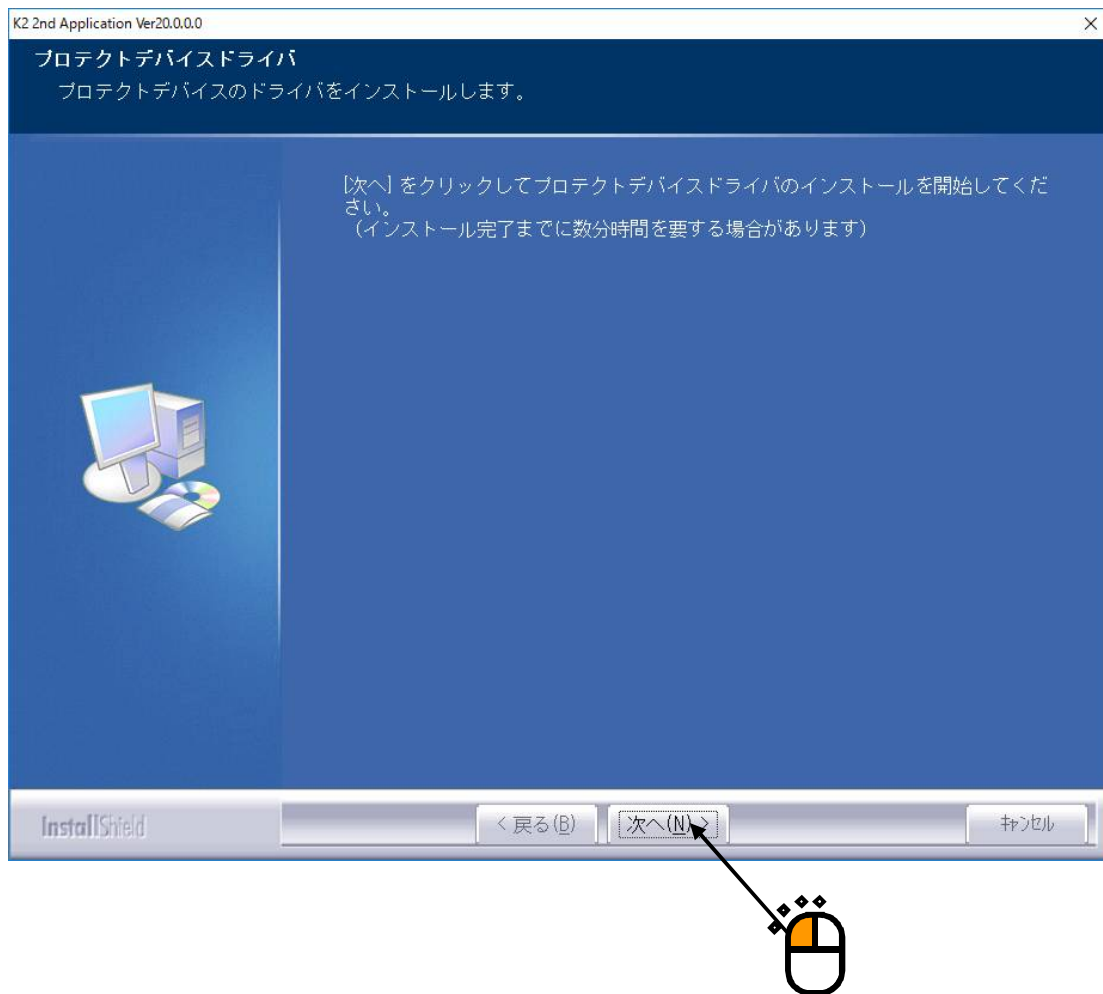 K2 2nd Application Ver20.0.0.0
プロテクトデバイスドライバ
プロテクトデバイスのドライバをインストールします。
[次へ] をクリックしてプロテクトデバイスドライバのインストールを開始してくだ
さい。
（インストール完了までに数分時間を要する場合があります）
InstallShield
< 戻る(B)
次へ(N) >
キャンセル